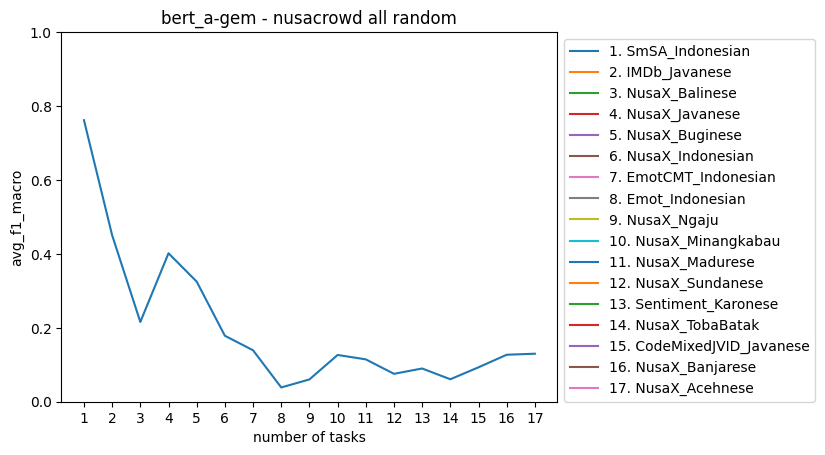 bert_a-gem - nusacrowd all random
avg_f1_macro
1.0
0.8
0.6
0.4
0.2
0.0
1 2 3 4 5 6 7 8 9 10 11 12 13 14 15 16 17
number of tasks
1. SmSA_Indonesian
2. IMDb_Javanese
3. NusaX_Balinese
4. NusaX_Javanese
5. NusaX_Buginese
6. NusaX_Indonesian
7. EmotCMT_Indonesian
8. Emot_Indonesian
9. NusaX_Ngaju
10. NusaX_Minangkabau
11. NusaX_Madurese
12. NusaX_Sundanese
13. Sentiment_Karonese
14. NusaX_TobaBatak
15. CodeMixedJVID_Javanese
16. NusaX_Banjarese
17. NusaX_Acehnese